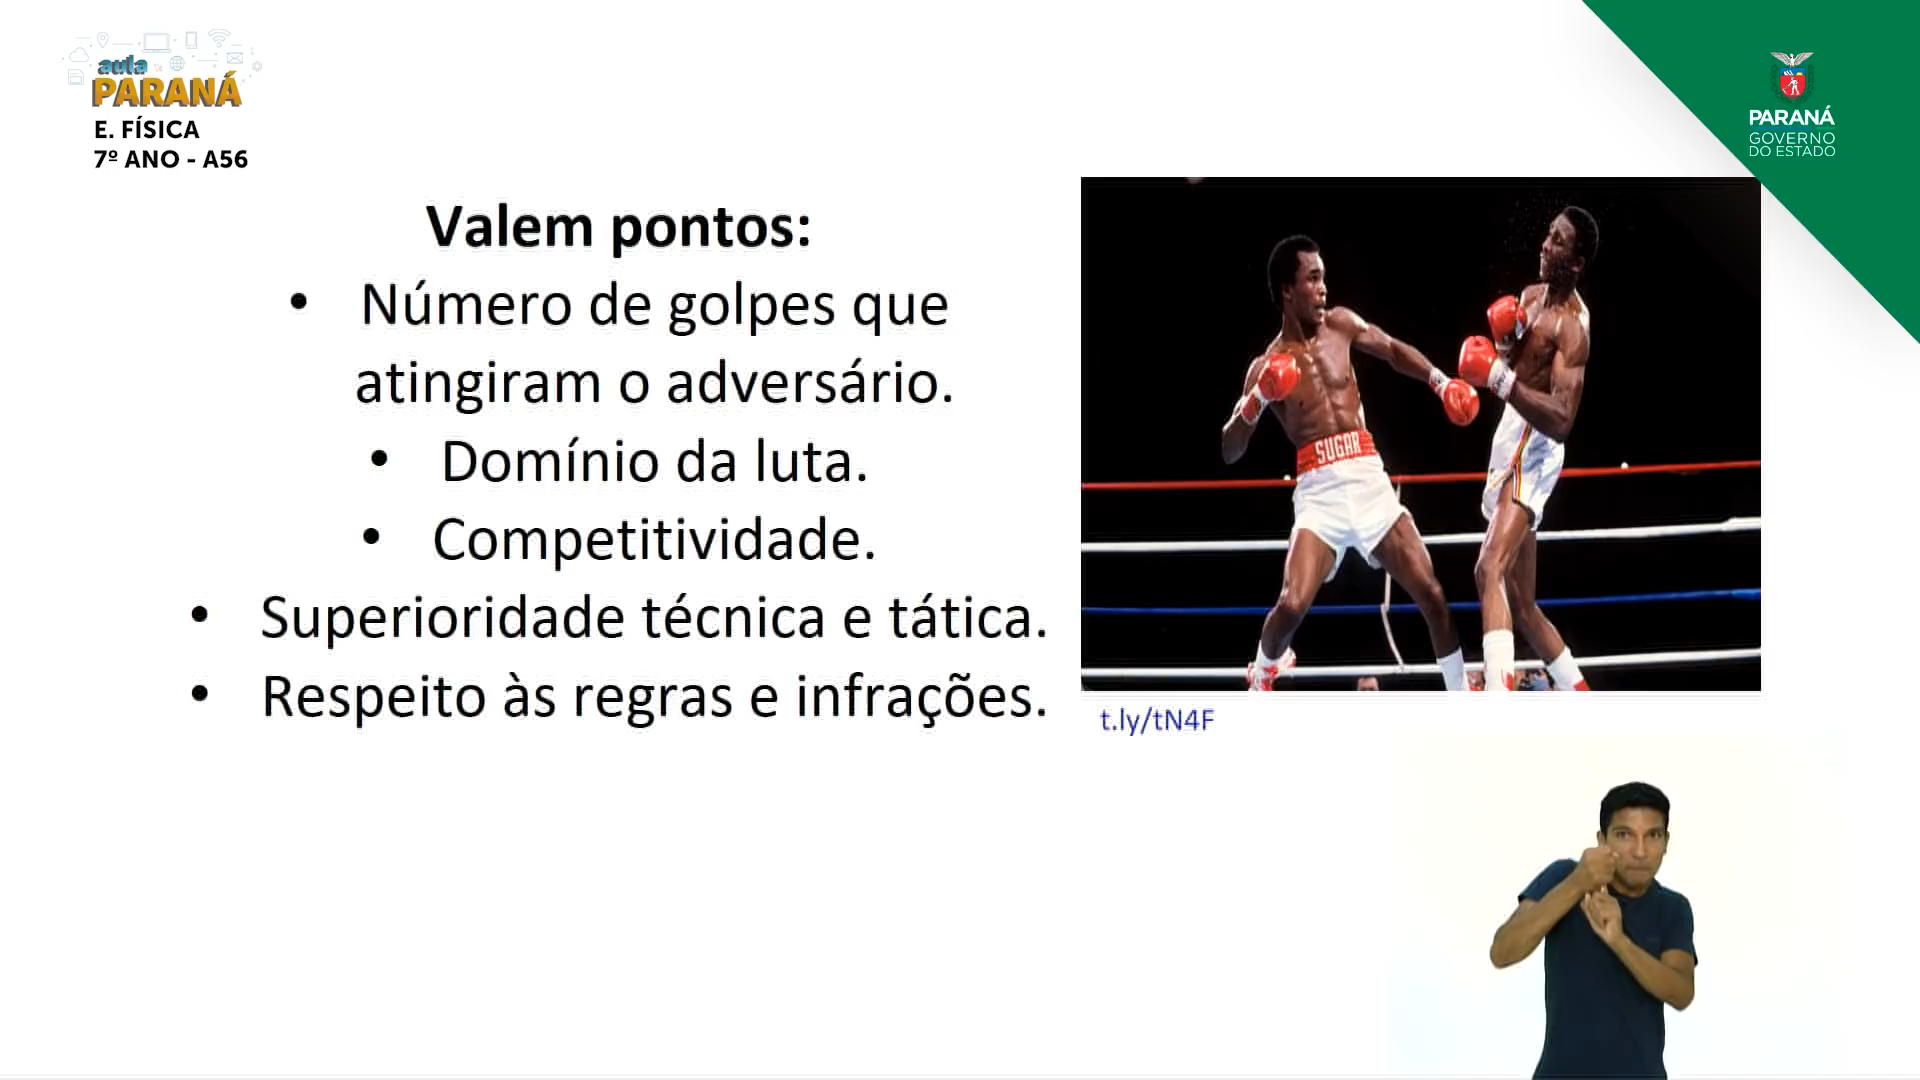 aula
PARANÁ
E. FÍSICA
7º ANO - A56
PARANÁ
GOVERNO
DO ESTADO
Valem pontos:
• Número de golpes que
atingiram o adversário.
• Domínio da luta.
• Competitividade.
• Superioridade técnica e tática.
• Respeito às regras e infrações.
SUGAR
t.ly/tN4F